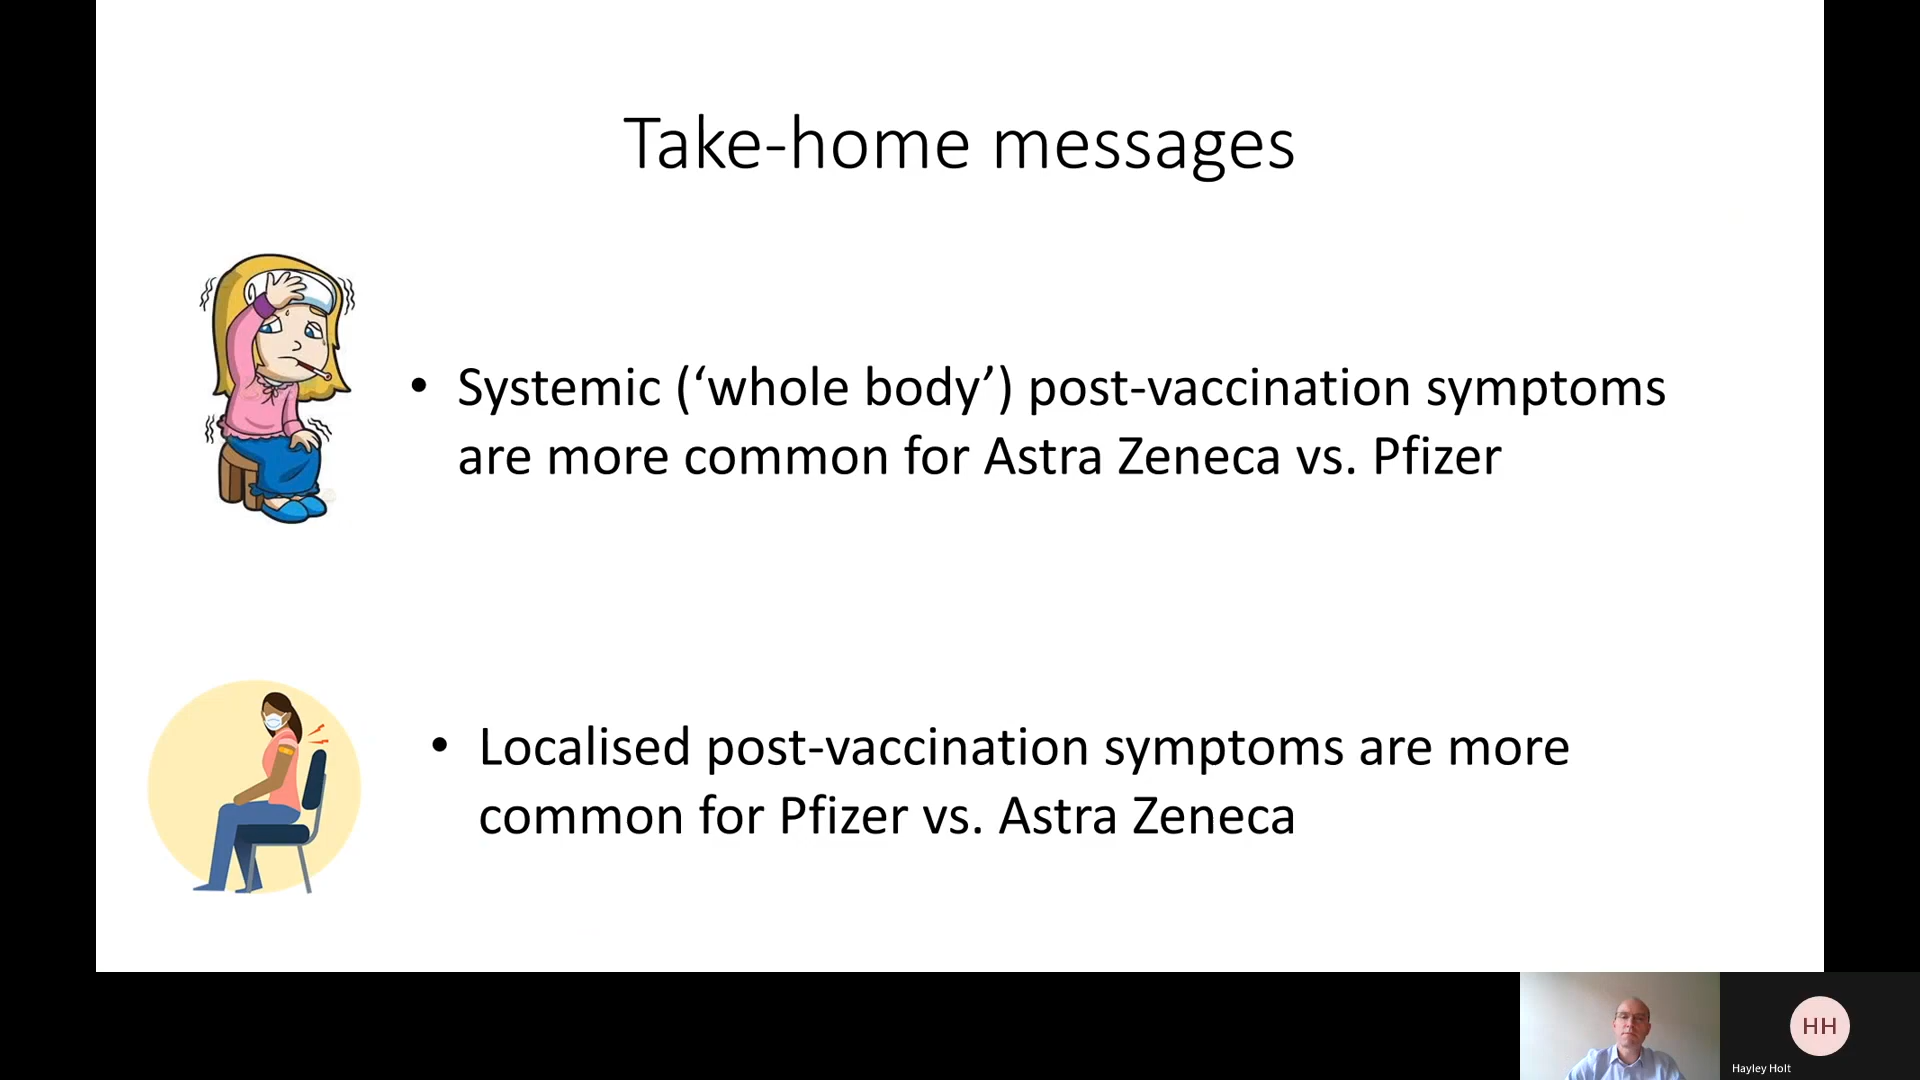 Take-home messages
• Systemic (‘whole body’) post-vaccination symptoms
are more common for Astra Zeneca vs. Pfizer
• Localised post-vaccination symptoms are more
common for Pfizer vs. Astra Zeneca
HH
Hayley Holt